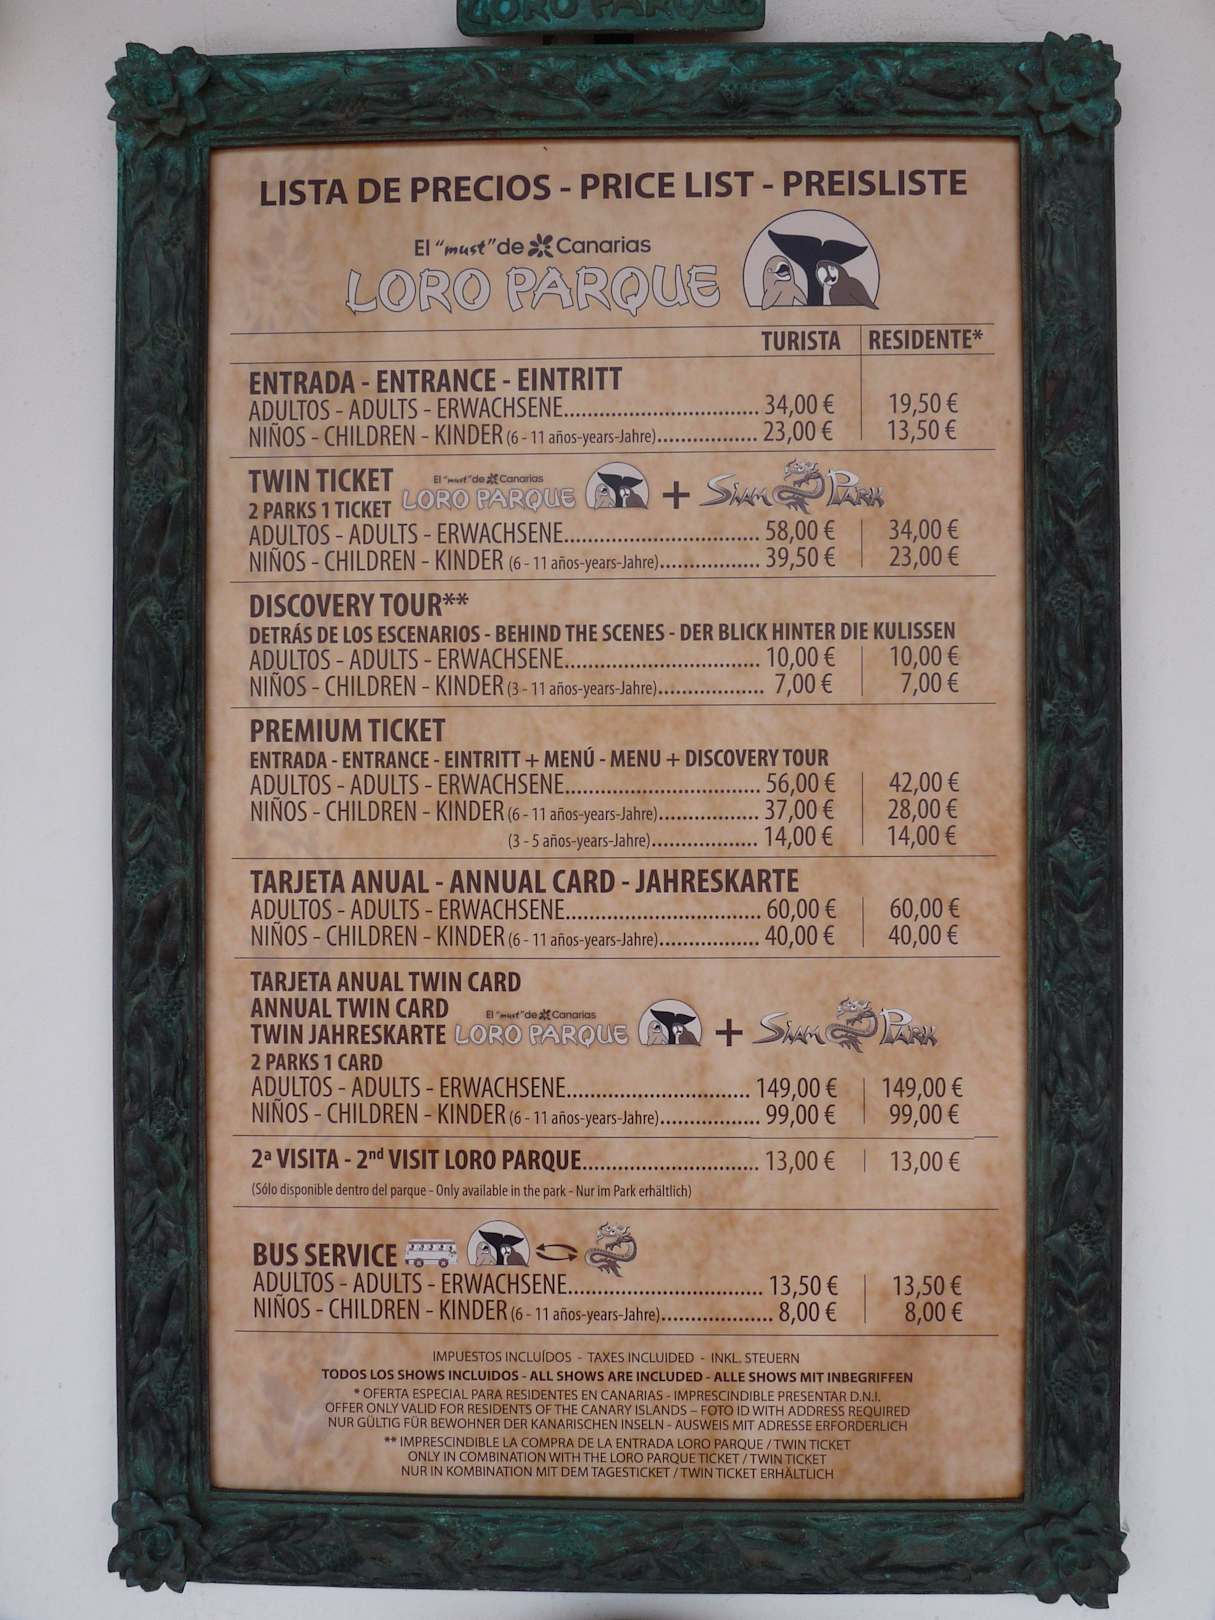 LORO PARQUE
LISTA DE PRECIOS - PRICE LIST - PREISLISTE
El "must" de Canarias
LORO PARQUE
TURISTA RESIDENTE*
ENTRADA - ENTRANCE - EINTRITT
ADULTOS - ADULTS - ERWACHSENE............................. 34,00 € 19,50 €
NIÑOS - CHILDREN - KINDER (6 - 11 años-years-Jahre)................. 23,00 € 13,50 €
TWIN TICKET El "must" de Canarias
2 PARKS 1 TICKET LORO PARQUE + SIAM PARK
ADULTOS - ADULTS - ERWACHSENE............................. 58,00 € 34,00 €
NIÑOS - CHILDREN - KINDER (6 - 11 años-years-Jahre)................. 39,50 € 23,00 €
DISCOVERY TOUR**
DETRÁS DE LOS ESCENARIOS - BEHIND THE SCENES - DER BLICK HINTER DIE KULISSEN
ADULTOS - ADULTS - ERWACHSENE............................. 10,00 € 10,00 €
NIÑOS - CHILDREN - KINDER (3 - 11 años-years-Jahre).................. 7,00 € 7,00 €
PREMIUM TICKET
ENTRADA - ENTRANCE - EINTRITT + MENÚ - MENU + DISCOVERY TOUR
ADULTOS - ADULTS - ERWACHSENE............................. 56,00 € 42,00 €
NIÑOS - CHILDREN - KINDER (6 - 11 años-years-Jahre)................. 37,00 € 28,00 €
(3 - 5 años-years-Jahre).................. 14,00 € 14,00 €
TARJETA ANUAL - ANNUAL CARD - JAHRESKARTE
ADULTOS - ADULTS - ERWACHSENE............................. 60,00 € 60,00 €
NIÑOS - CHILDREN - KINDER (6 - 11 años-years-Jahre)................. 40,00 € 40,00 €
TARJETA ANUAL TWIN CARD
ANNUAL TWIN CARD El "must" de Canarias
TWIN JAHRESKARTE LORO PARQUE + SIAM PARK
2 PARKS 1 CARD
ADULTOS - ADULTS - ERWACHSENE........................... 149,00 € 149,00 €
NIÑOS - CHILDREN - KINDER (6 - 11 años-years-Jahre)................. 99,00 € 99,00 €
2ª VISITA - 2nd VISIT LORO PARQUE.......................... 13,00 € 13,00 €
(Sólo disponible dentro del parque - Only available in the park - Nur im Park erhältlich)
BUS SERVICE
ADULTOS - ADULTS - ERWACHSENE............................. 13,50 € 13,50 €
NIÑOS - CHILDREN - KINDER (6 - 11 años-years-Jahre)................... 8,00 € 8,00 €
IMPUESTOS INCLUÍDOS - TAXES INCLUIDED - INKL. STEUERN
TODOS LOS SHOWS INCLUIDOS - ALL SHOWS ARE INCLUDED - ALLE SHOWS MIT INBEGRIFFEN
* OFERTA ESPECIAL PARA RESIDENTES EN CANARIAS - IMPRESCINDIBLE PRESENTAR D.N.I.
OFFER ONLY VALID FOR RESIDENTS OF THE CANARY ISLANDS – FOTO ID WITH ADDRESS REQUIRED
NUR GÜLTIG FÜR BEWOHNER DER KANARISCHEN INSELN - AUSWEIS MIT ADRESSE ERFORDERLICH
** IMPRESCINDIBLE LA COMPRA DE LA ENTRADA LORO PARQUE / TWIN TICKET
ONLY IN COMBINATION WITH THE LORO PARQUE TICKET / TWIN TICKET
NUR IN KOMBINATION MIT DEM TAGESTICKET / TWIN TICKET ERHÄLTLICH